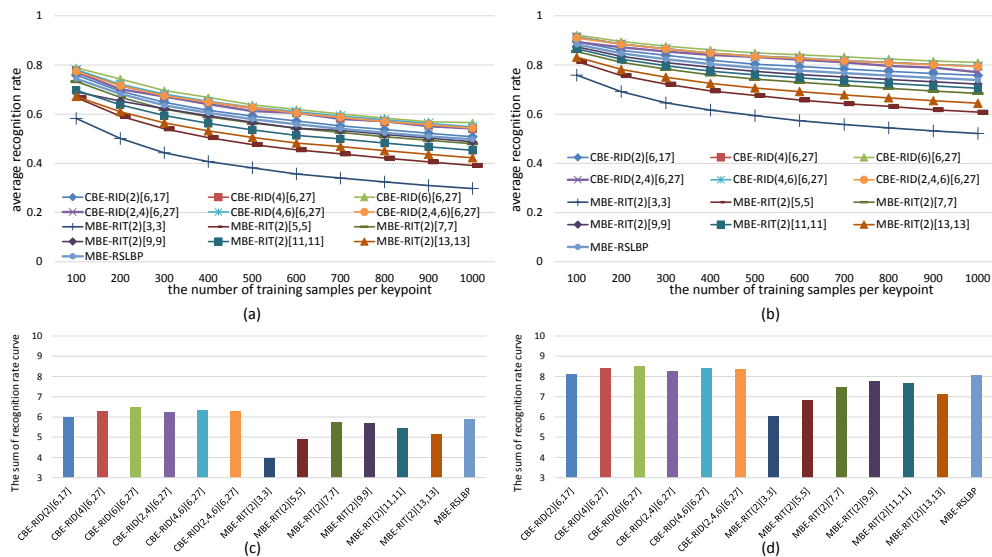 average recognition rate
1
0.8
0.6
0.4
0.2
0
CBE-RID(2)[6,17] CBE-RID(4)[6,27] CBE-RID(6)[6,27]
CBE-RID(2,4)[6,27] CBE-RID(4,6)[6,27] CBE-RID(2,4,6)[6,27]
MBE-RIT(2)[3,3] MBE-RIT(2)[5,5] MBE-RIT(2)[7,7]
MBE-RIT(2)[9,9] MBE-RIT(2)[11,11] MBE-RIT(2)[13,13]
MBE-RSLBP
100 200 300 400 500 600 700 800 900 1000
the number of training samples per keypoint
(a)
average recognition rate
1
0.8
0.6
0.4
0.2
0
CBE-RID(2)[6,17] CBE-RID(4)[6,27] CBE-RID(6)[6,27]
CBE-RID(2,4)[6,27] CBE-RID(4,6)[6,27] CBE-RID(2,4,6)[6,27]
MBE-RIT(2)[3,3] MBE-RIT(2)[5,5] MBE-RIT(2)[7,7]
MBE-RIT(2)[9,9] MBE-RIT(2)[11,11] MBE-RIT(2)[13,13]
MBE-RSLBP
100 200 300 400 500 600 700 800 900 1000
the number of training samples per keypoint
(b)
The sum of recognition rate curve
10
9
8
7
6
5
4
3
CBE-RID(2)[6,17]
CBE-RID(4)[6,27]
CBE-RID(6)[6,27]
CBE-RID(2,4)[6,27]
CBE-RID(4,6)[6,27]
CBE-RID(2,4,6)[6,27]
MBE-RIT(2)[3,3]
MBE-RIT(2)[5,5]
MBE-RIT(2)[7,7]
MBE-RIT(2)[9,9]
MBE-RIT(2)[11,11]
MBE-RIT(2)[13,13]
MBE-RSLBP
(c)
The sum of recognition rate curve
10
9
8
7
6
5
4
3
CBE-RID(2)[6,17]
CBE-RID(4)[6,27]
CBE-RID(6)[6,27]
CBE-RID(2,4)[6,27]
CBE-RID(4,6)[6,27]
CBE-RID(2,4,6)[6,27]
MBE-RIT(2)[3,3]
MBE-RIT(2)[5,5]
MBE-RIT(2)[7,7]
MBE-RIT(2)[9,9]
MBE-RIT(2)[11,11]
MBE-RIT(2)[13,13]
MBE-RSLBP
(d)